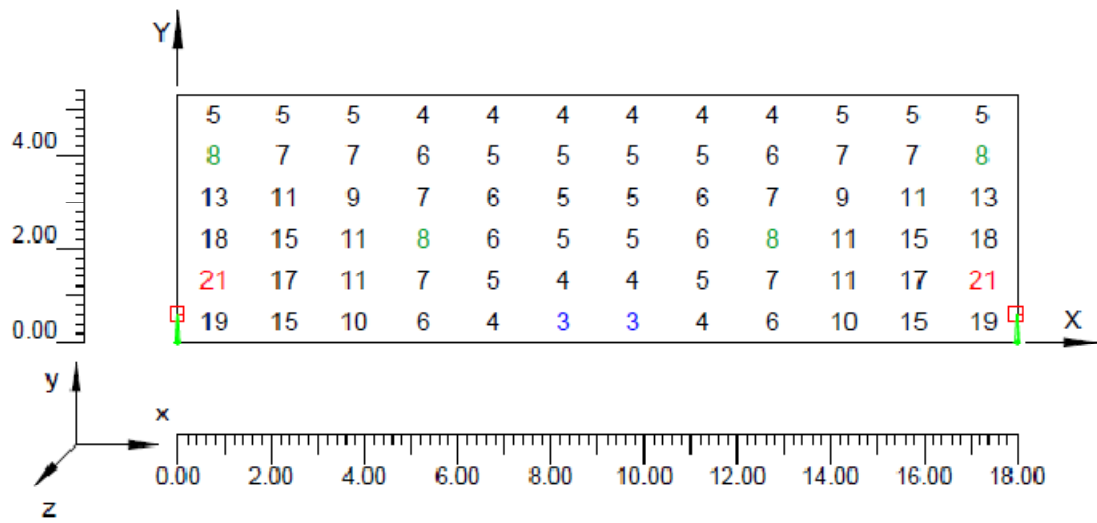 Y
5 5 5 4 4 4 4 4 4 5 5 5
4.00 8 7 7 6 5 5 5 5 6 7 7 8
13 11 9 7 6 5 5 6 7 9 11 13
2.00 18 15 11 8 6 5 5 6 8 11 15 18
21 17 11 7 5 4 4 5 7 11 17 21
0.00 19 15 10 6 4 3 3 4 6 10 15 19 X
y
x
z
0.00 2.00 4.00 6.00 8.00 10.00 12.00 14.00 16.00 18.00